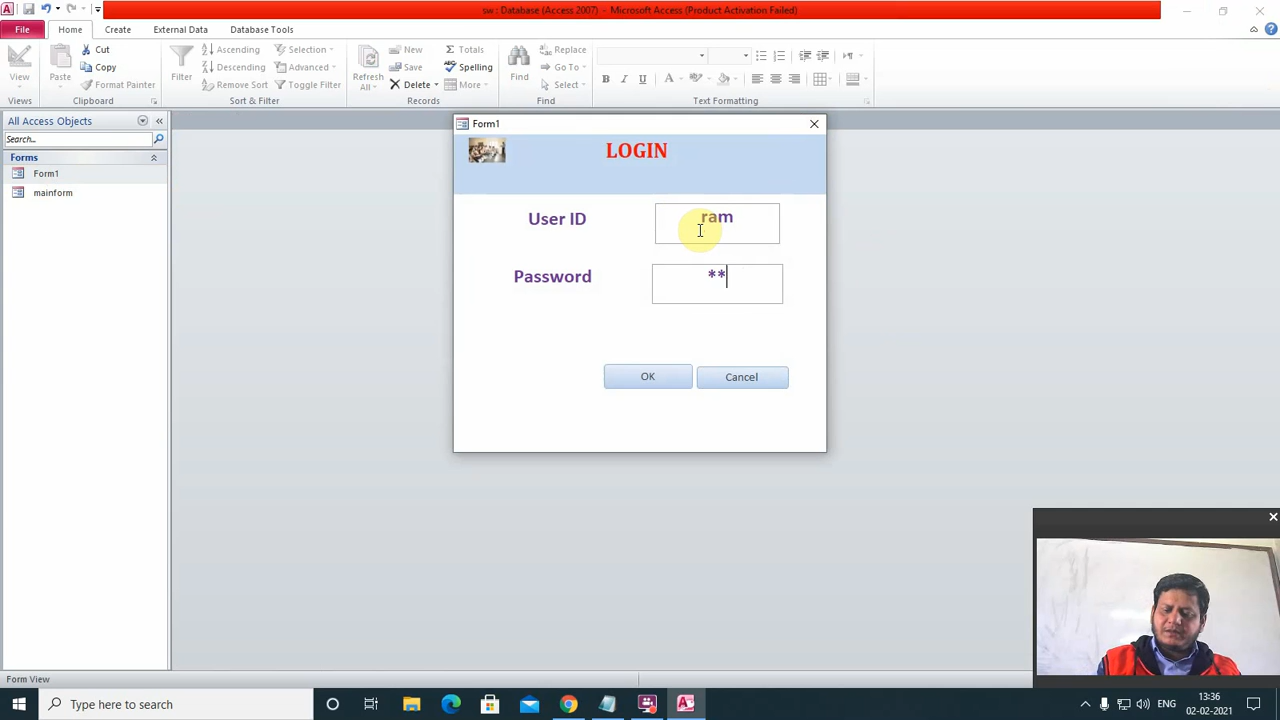 sw : Database (Access 2007) - Microsoft Access (Product Activation Failed)
File Home Create External Data Database Tools
View
Views
Paste
Cut
Copy
Format Painter
Clipboard
Filter
Ascending
Descending
Remove Sort
Selection
Advanced
Toggle Filter
Sort & Filter
Refresh All
New
Save
Delete
Totals
Spelling
More
Records
Find
Replace
Go To
Select
Find
B I U A
Text Formatting
All Access Objects
Search...
Forms
Form1
mainform
Form1
LOGIN
User ID ram
Password **
OK Cancel
Form View
Type here to search
ENG
13:36
02-02-2021